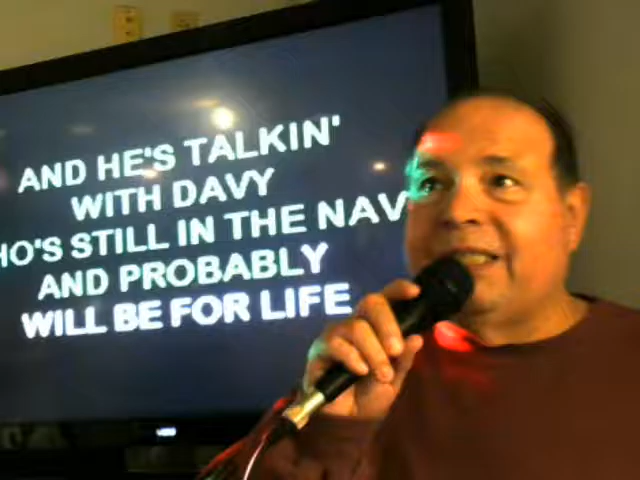 AND HE'S TALKIN'
WITH DAVY
HO'S STILL IN THE NAV
AND PROBABLY
WILL BE FOR LIFE